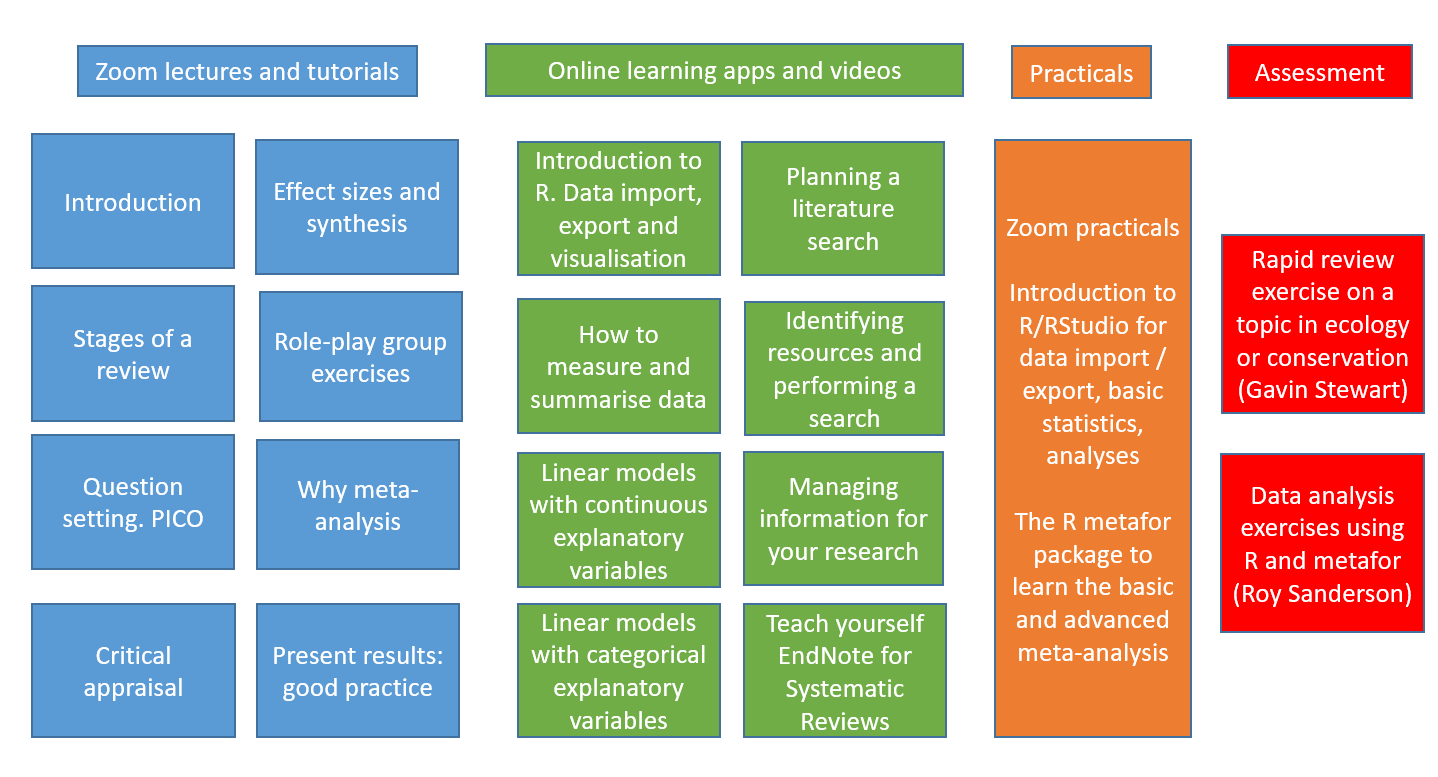 Zoom lectures and tutorials
Online learning apps and videos
Practicals
Assessment
Introduction
Effect sizes and
synthesis
Stages of a
review
Role-play group
exercises
Question
setting. PICO
Why meta-
analysis
Critical
appraisal
Present results:
good practice
Introduction to
R. Data import,
export and
visualisation
Planning a
literature
search
How to
measure and
summarise data
Identifying
resources and
performing a
search
Linear models
with continuous
explanatory
variables
Managing
information for
your research
Linear models
with categorical
explanatory
variables
Teach yourself
EndNote for
Systematic
Reviews
Zoom practicals
Introduction to
R/RStudio for
data import /
export, basic
statistics,
analyses
The R metafor
package to
learn the basic
and advanced
meta-analysis
Rapid review
exercise on a
topic in ecology
or conservation
(Gavin Stewart)
Data analysis
exercises using
R and metafor
(Roy Sanderson)